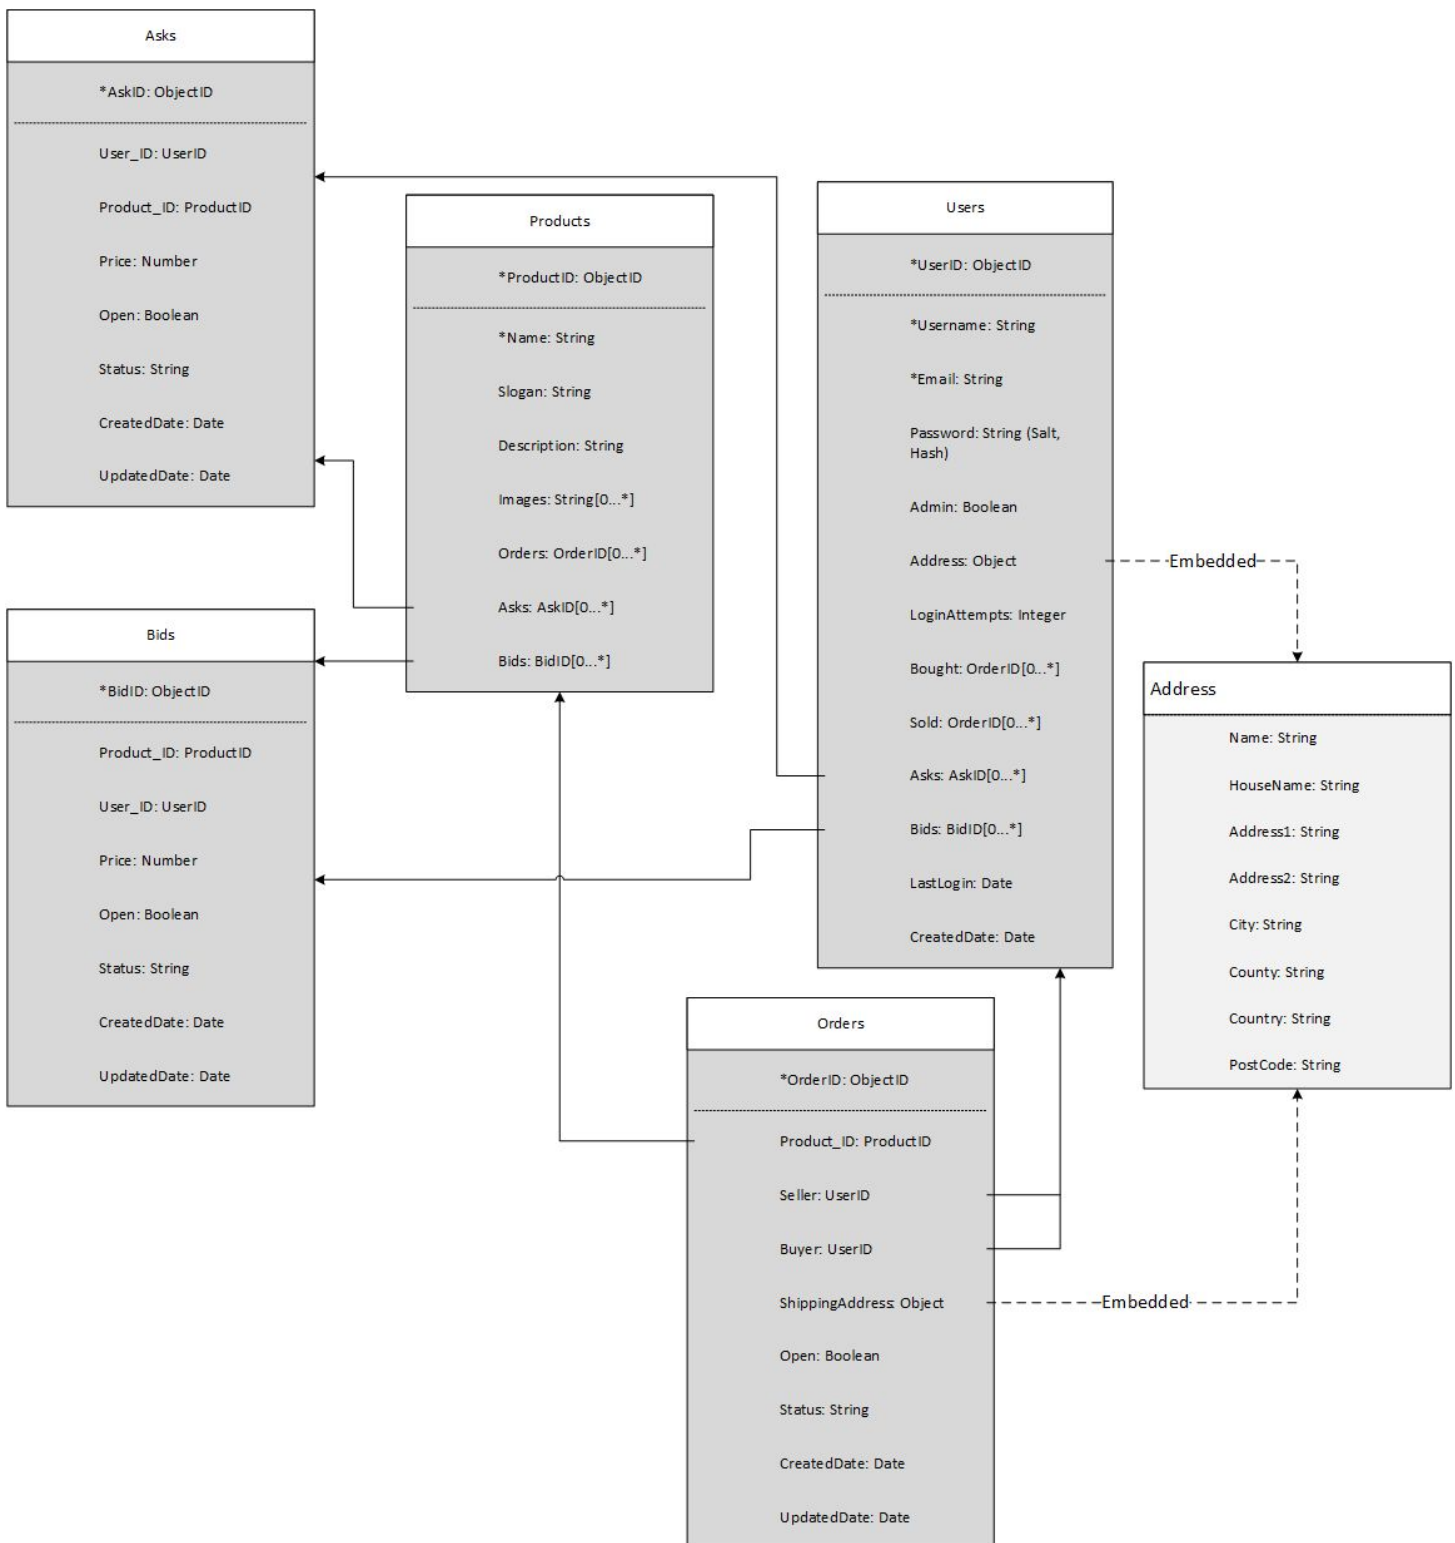 Asks
*AskID: ObjectID
User_ID: UserID
Product_ID: ProductID
Price: Number
Open: Boolean
Status: String
CreatedDate: Date
UpdatedDate: Date
Products
*ProductID: ObjectID
*Name: String
Slogan: String
Description: String
Images: String[0...*]
Orders: OrderID[0...*]
Asks: AskID[0...*]
Bids: BidID[0...*]
Users
*UserID: ObjectID
*Username: String
*Email: String
Password: String (Salt,
Hash)
Admin: Boolean
Address: Object
LoginAttempts: Integer
Bought: OrderID[0...*]
Sold: OrderID[0...*]
Asks: AskID[0...*]
Bids: BidID[0...*]
LastLogin: Date
CreatedDate: Date
Embedded
Bids
*BidID: ObjectID
Product_ID: ProductID
User_ID: UserID
Price: Number
Open: Boolean
Status: String
CreatedDate: Date
UpdatedDate: Date
Address
Name: String
HouseName: String
Address1: String
Address2: String
City: String
County: String
Country: String
PostCode: String
Orders
*OrderID: ObjectID
Product_ID: ProductID
Seller: UserID
Buyer: UserID
ShippingAddress: Object
Open: Boolean
Status: String
CreatedDate: Date
UpdatedDate: Date
Embedded